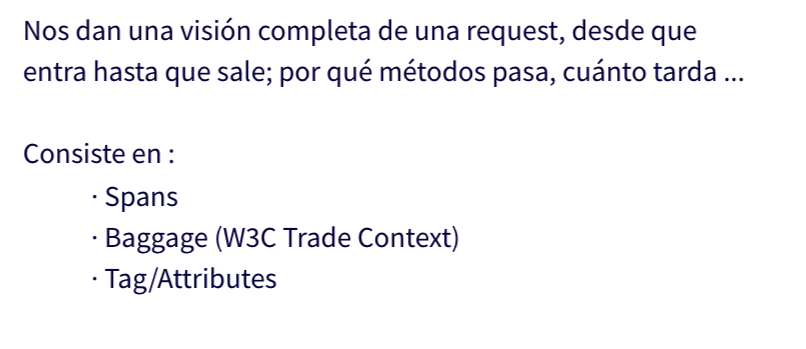 Nos dan una visión completa de una request, desde que
entra hasta que sale; por qué métodos pasa, cuánto tarda ...
Consiste en :
· Spans
· Baggage (W3C Trade Context)
· Tag/Attributes